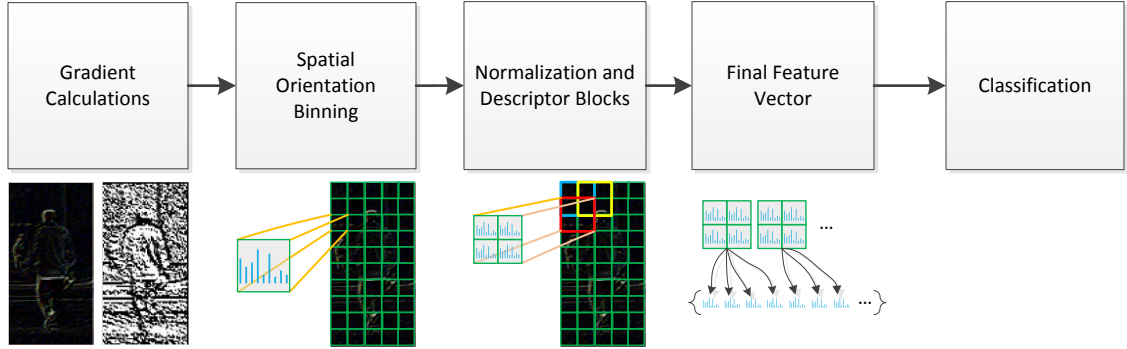 Gradient
Calculations
Spatial
Orientation
Binning
Normalization and
Descriptor Blocks
Final Feature
Vector
Classification
...
{ ... }